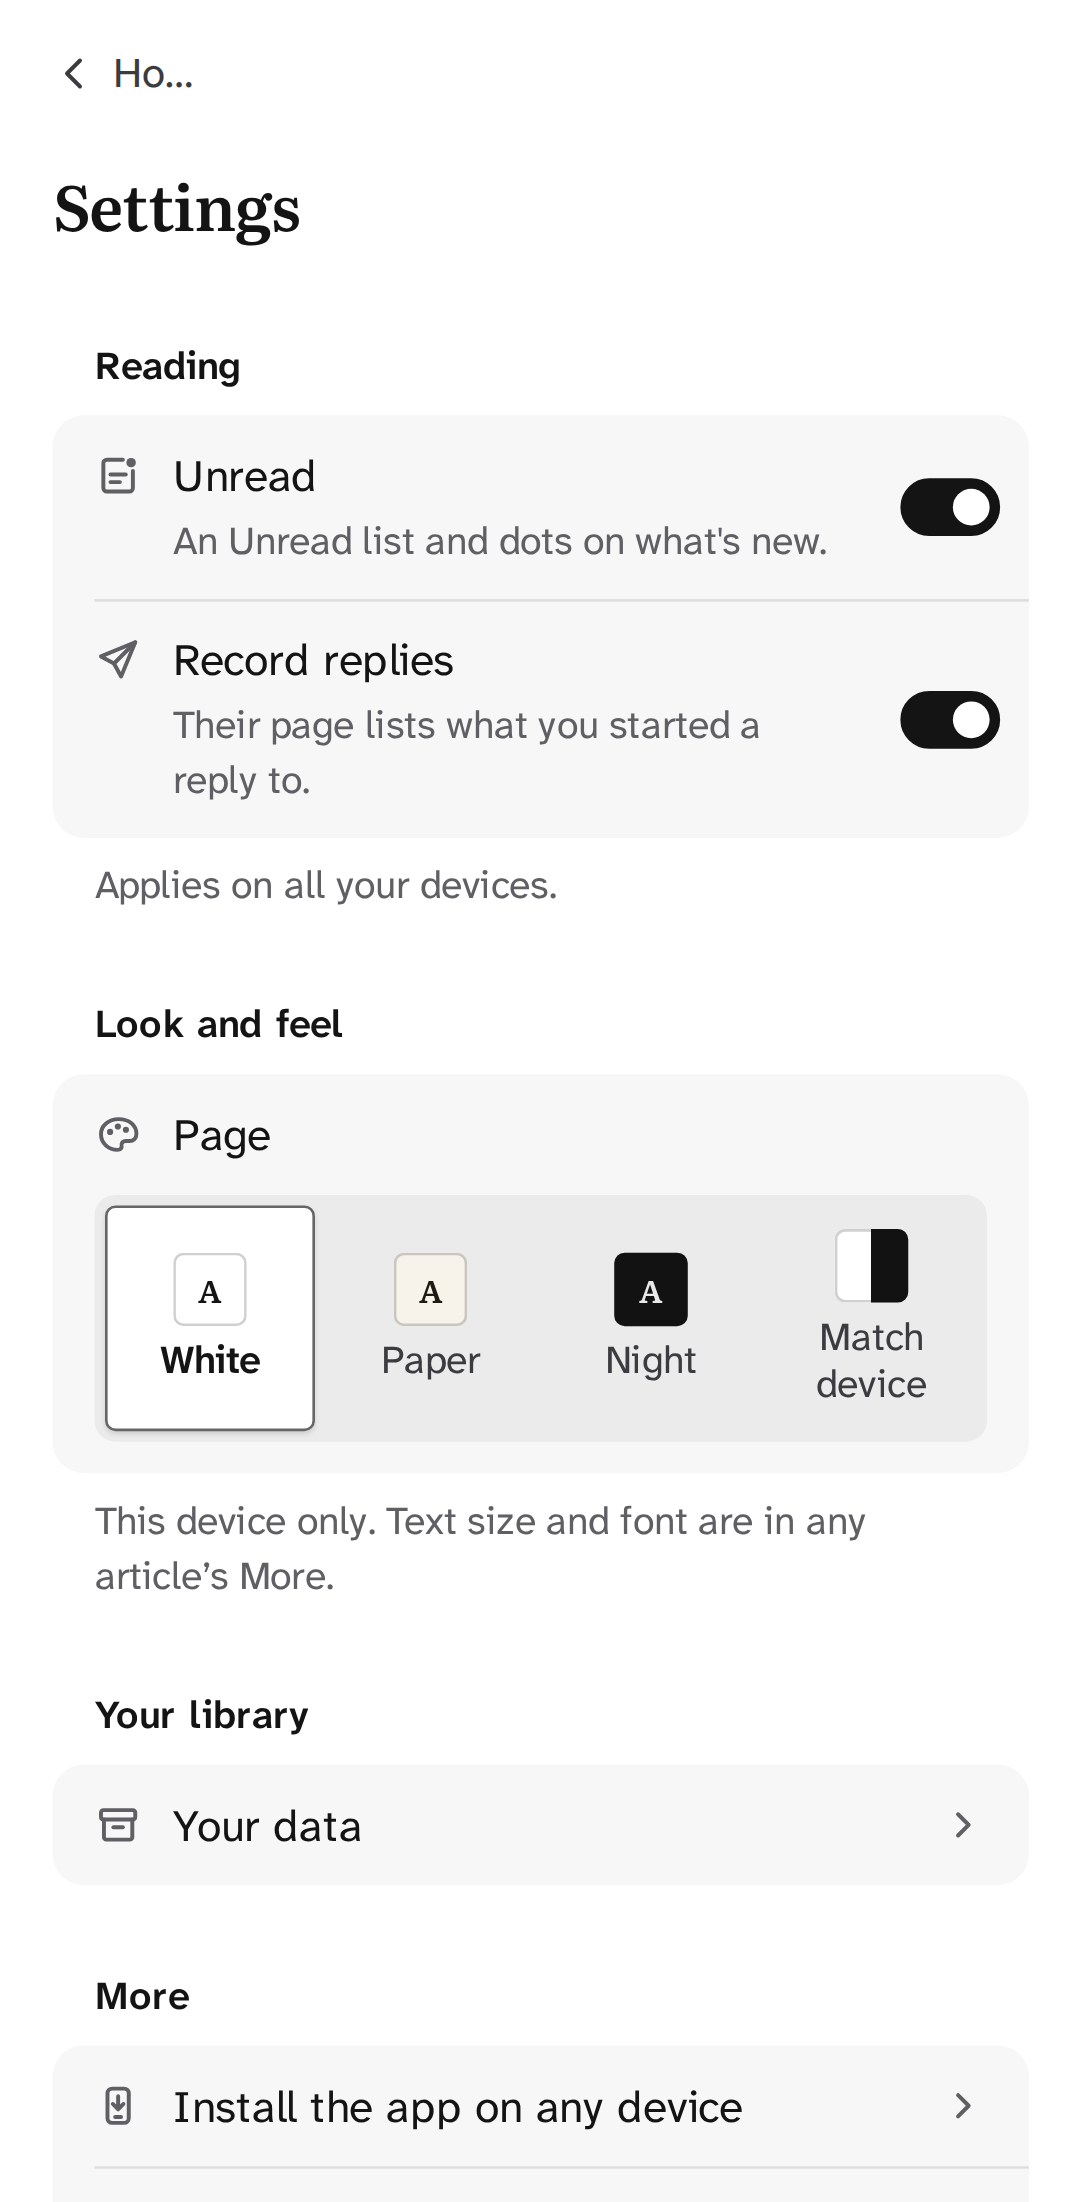 Ho...
Settings
Reading
Unread
An Unread list and dots on what's new.
Record replies
Their page lists what you started a
reply to.
Applies on all your devices.
Look and feel
Page
A
White
A
Paper
A
Night
Match
device
This device only. Text size and font are in any
article’s More.
Your library
Your data
More
Install the app on any device